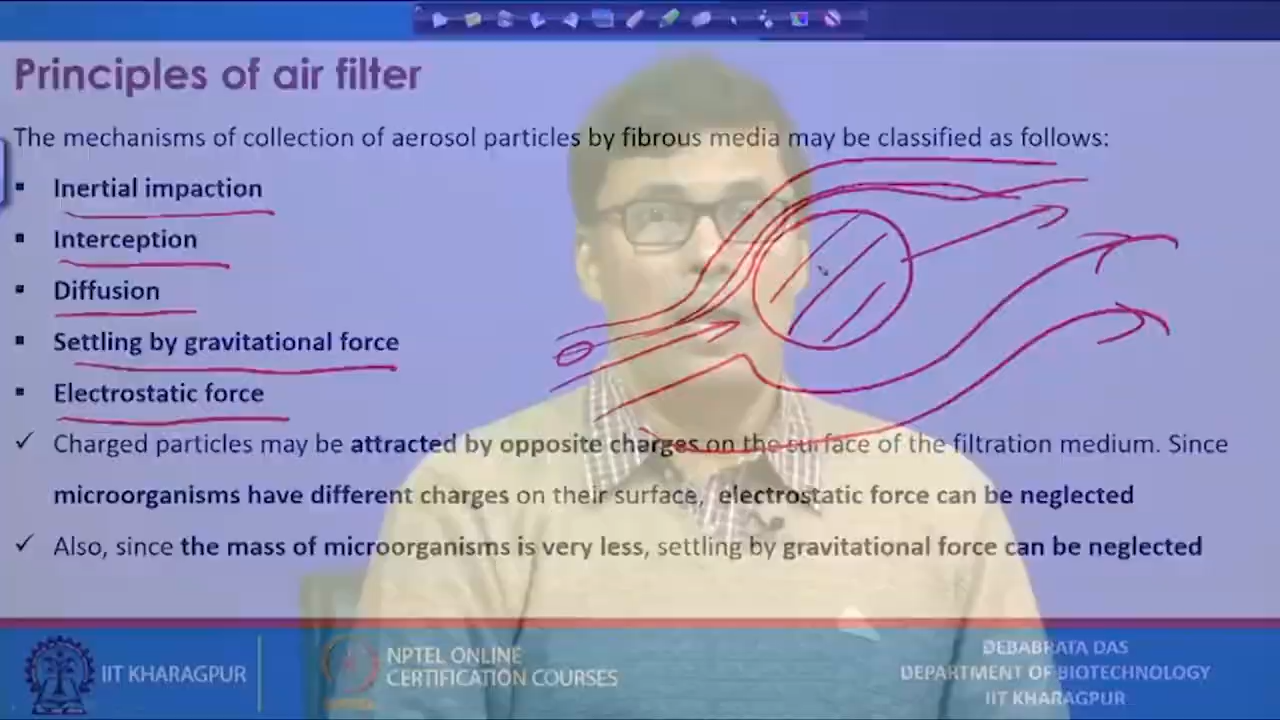 Principles of air filter
The mechanisms of collection of aerosol particles by fibrous media may be classified as follows:
▪ Inertial impaction
▪ Interception
▪ Diffusion
▪ Settling by gravitational force
▪ Electrostatic force
✓ Charged particles may be attracted by opposite charges on the surface of the filtration medium. Since
microorganisms have different charges on their surface, electrostatic force can be neglected
✓ Also, since the mass of microorganisms is very less, settling by gravitational force can be neglected
IIT KHARAGPUR
NPTEL ONLINE
CERTIFICATION COURSES
DEBABRATA DAS
DEPARTMENT OF BIOTECHNOLOGY
IIT KHARAGPUR